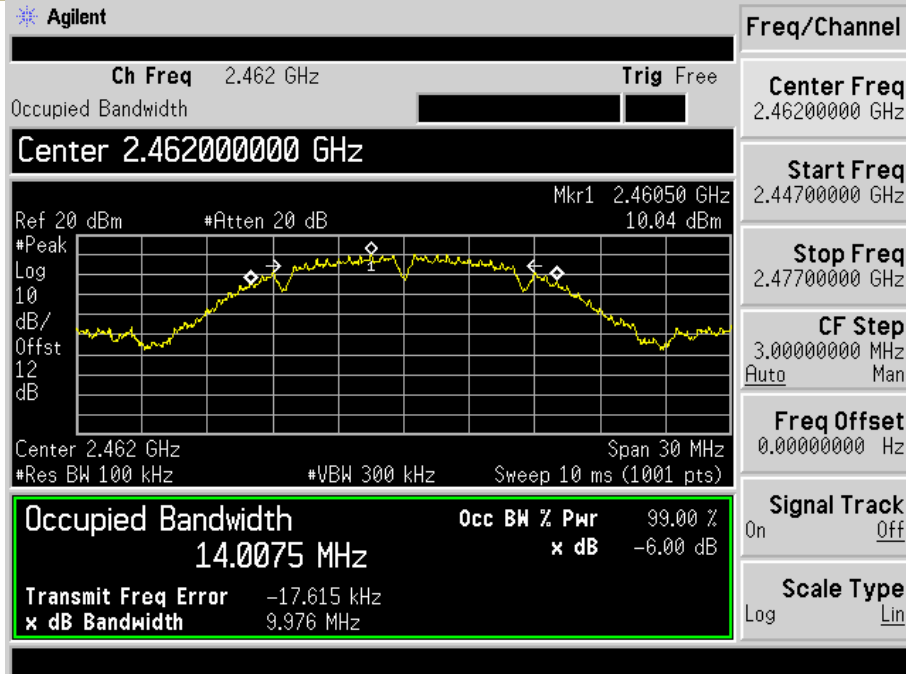 Agilent
Freq/Channel
Ch Freq 2.462 GHz Trig Free
Occupied Bandwidth
Center 2.462000000 GHz
Mkr1 2.46050 GHz
Ref 20 dBm #Atten 20 dB 10.04 dBm
#Peak
Log
10
dB/
Offst
12
dB
1
Center 2.462 GHz Span 30 MHz
#Res BW 100 kHz #VBW 300 kHz Sweep 10 ms (1001 pts)
Occupied Bandwidth Occ BW % Pwr 99.00 %
14.0075 MHz x dB -6.00 dB
Transmit Freq Error -17.615 kHz
x dB Bandwidth 9.976 MHz
Center Freq
2.46200000 GHz
Start Freq
2.44700000 GHz
Stop Freq
2.47700000 GHz
CF Step
3.00000000 MHz
Auto Man
Freq Offset
0.00000000 Hz
Signal Track
On Off
Scale Type
Log Lin